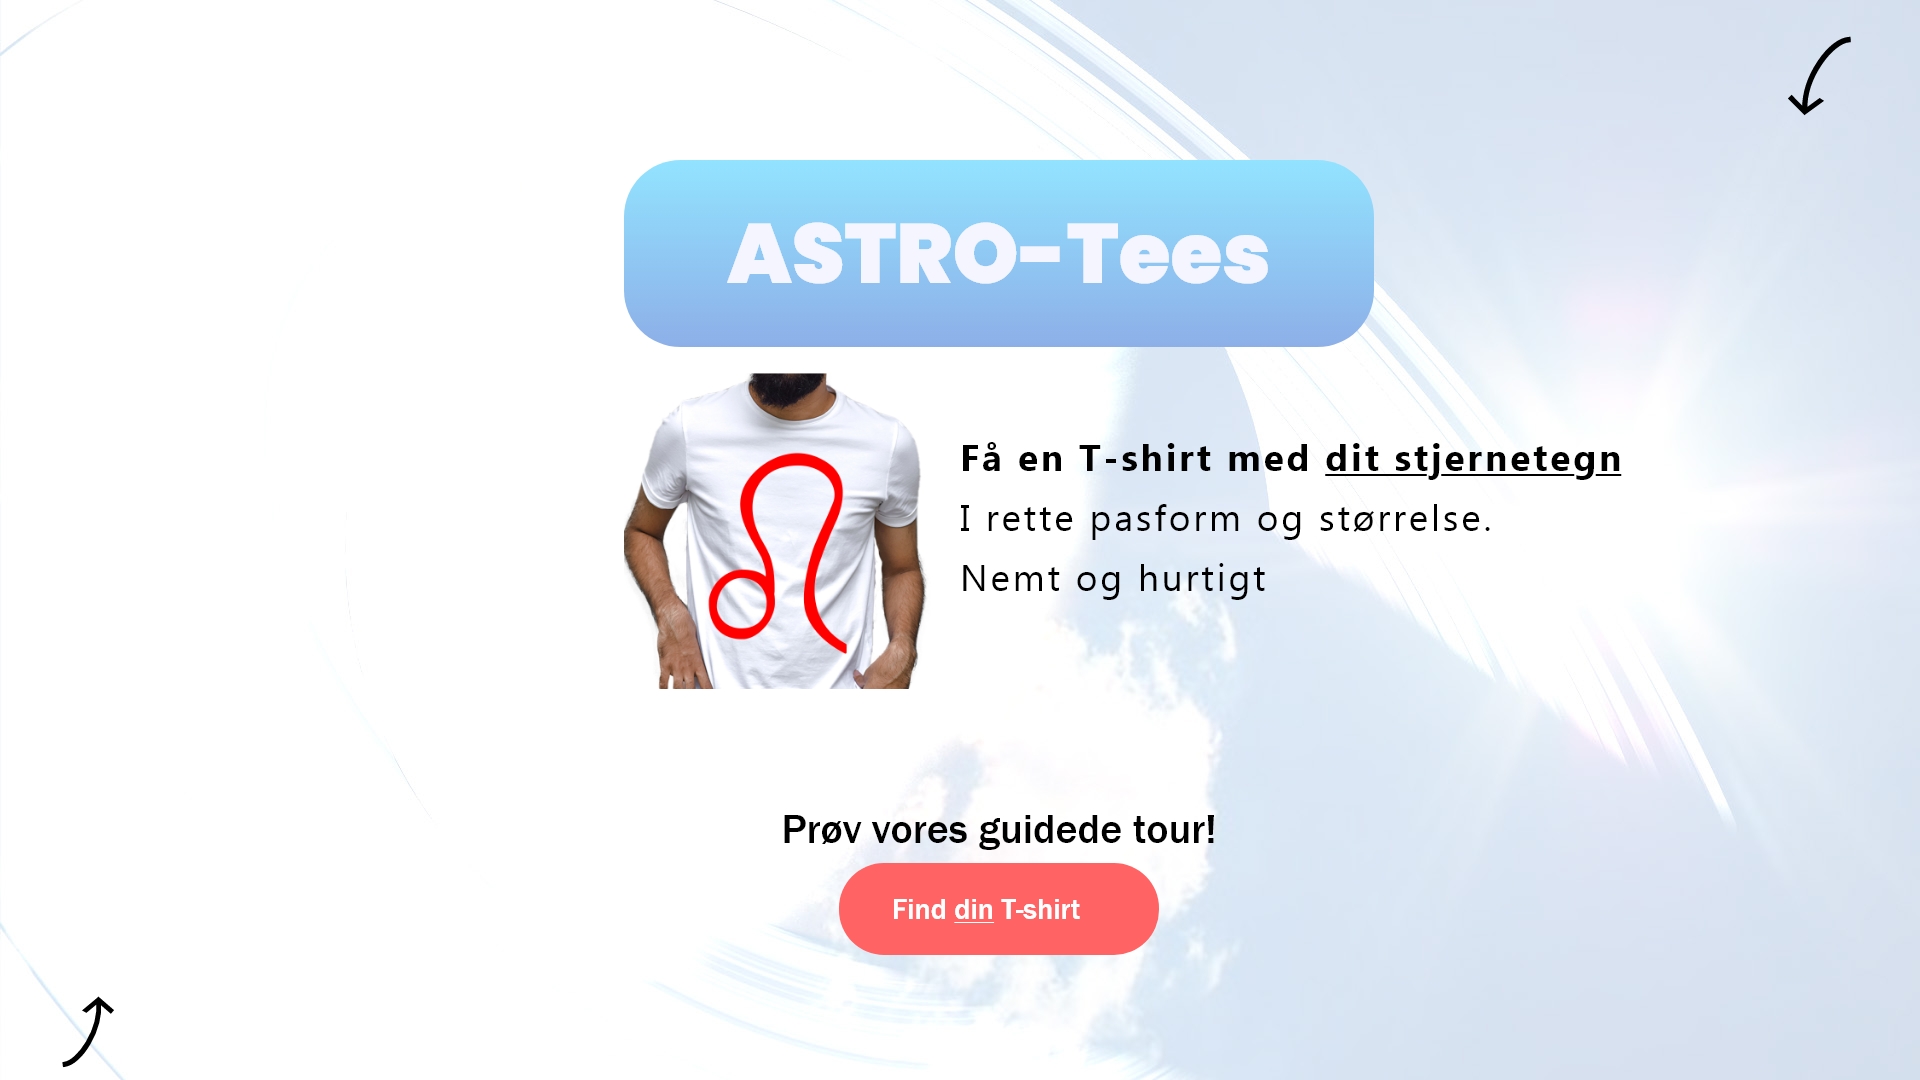 ASTRO-Tees
Få en T-shirt med dit stjernetegn
I rette pasform og størrelse.
Nemt og hurtigt
Prøv vores guidede tour!
Find din T-shirt